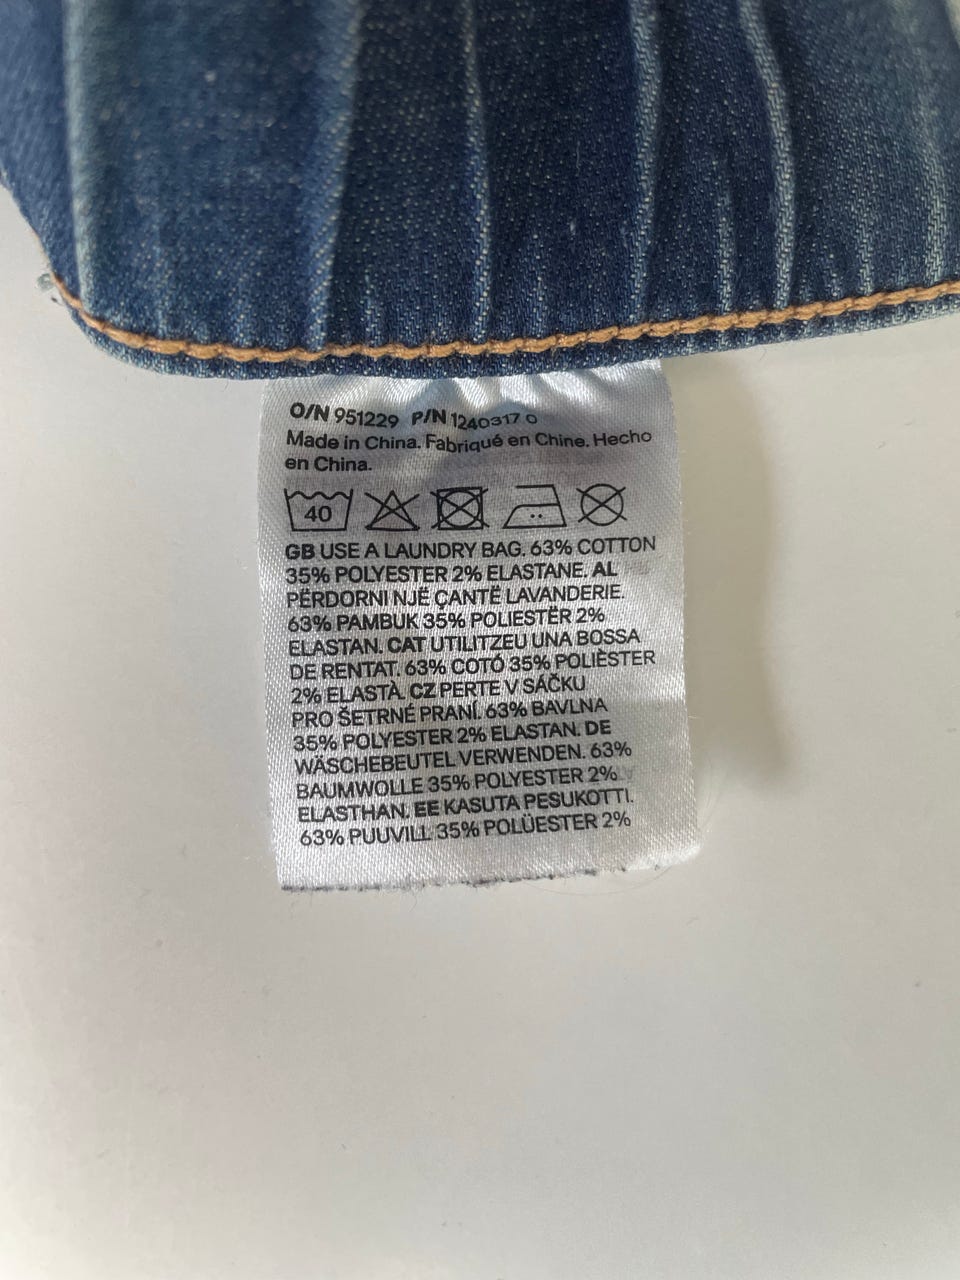 O/N 951229 P/N 1240317 0
Made in China. Fabriqué en Chine. Hecho
en China.
40
GB USE A LAUNDRY BAG. 63% COTTON
35% POLYESTER 2% ELASTANE. AL
PËRDORNI NJË ÇANTË LAVANDERIE.
63% PAMBUK 35% POLIESTËR 2%
ELASTAN. CAT UTILITZEU UNA BOSSA
DE RENTAT. 63% COTÓ 35% POLIÈSTER
2% ELASTÀ. CZ PERTE V SÁČKU
PRO ŠETRNÉ PRANÍ. 63% BAVLNA
35% POLYESTER 2% ELASTAN. DE
WÄSCHEBEUTEL VERWENDEN. 63%
BAUMWOLLE 35% POLYESTER 2%
ELASTHAN. EE KASUTA PESUKOTTI.
63% PUUVILL 35% POLÜESTER 2%